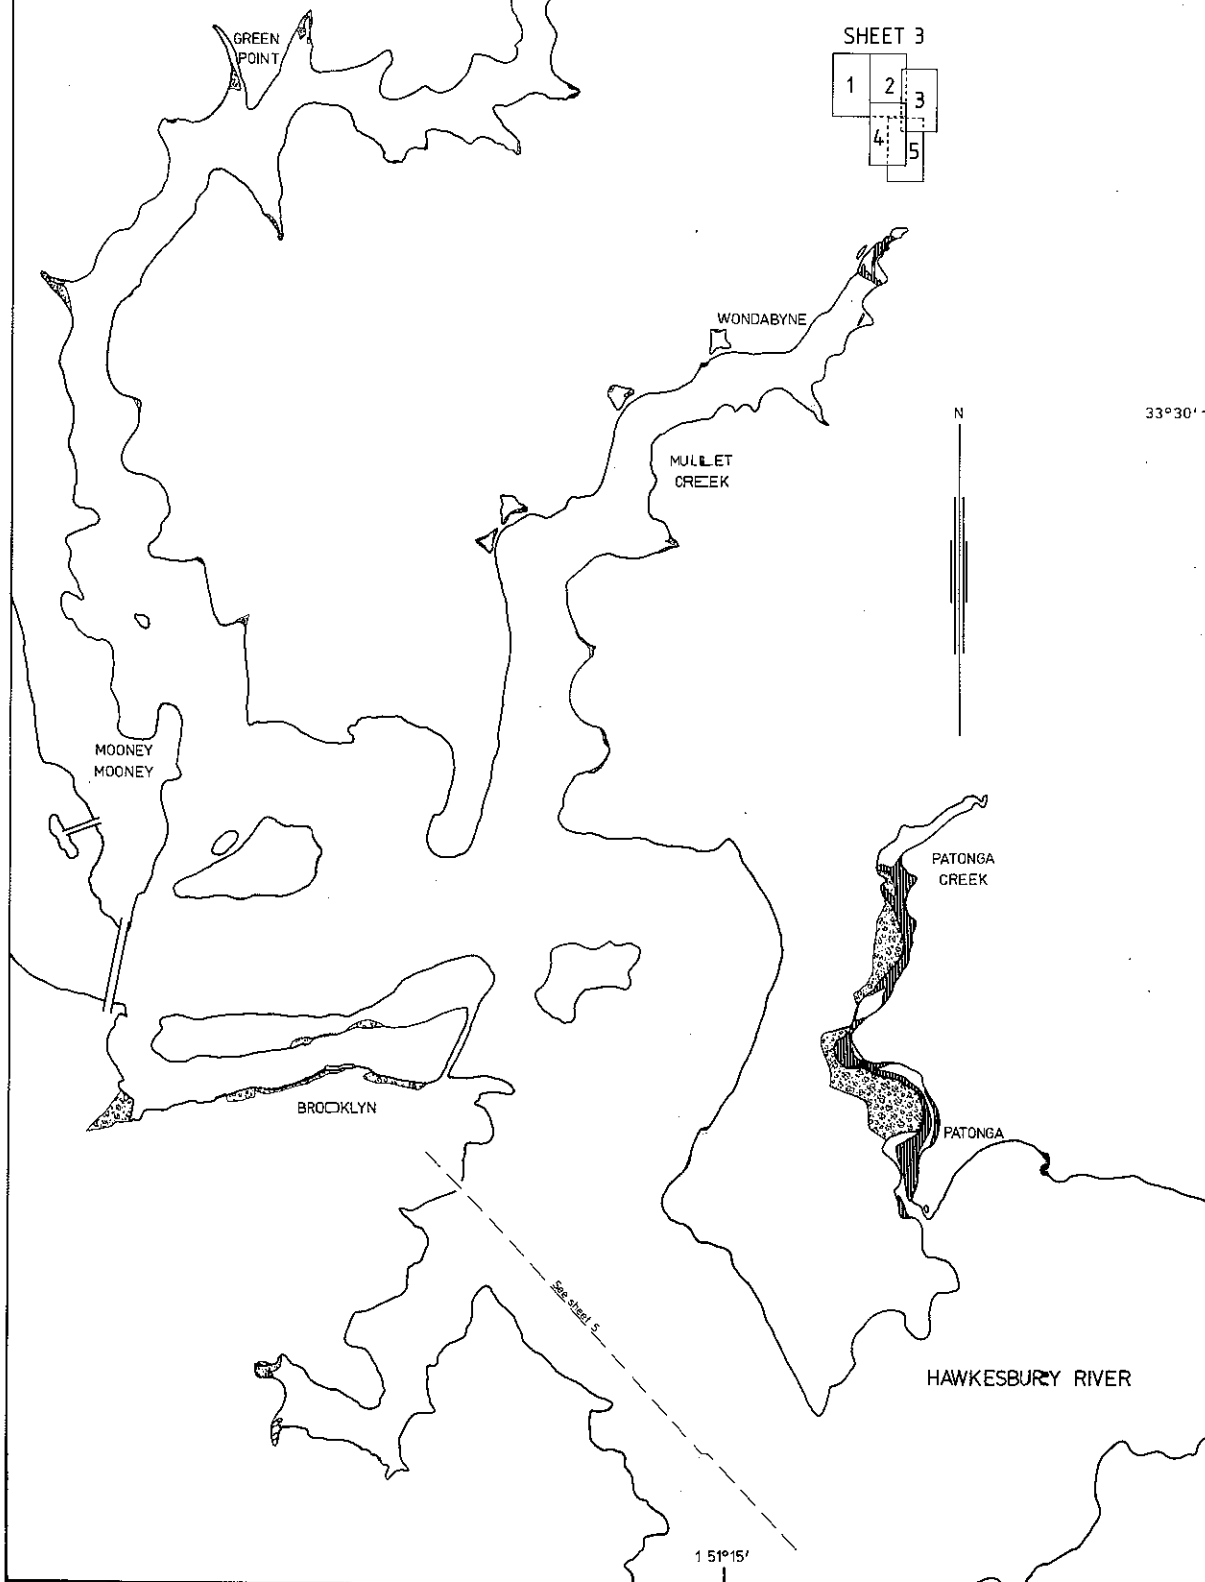 GREEN
POINT
SHEET 3
1
2
3
4
5
WONDABYNE
N
33°30'
MULLET
CREEK
MOONEY
MOONEY
PATONGA
CREEK
BROOKLYN
PATONGA
See sheet 5
HAWKESBURY RIVER
151°15'